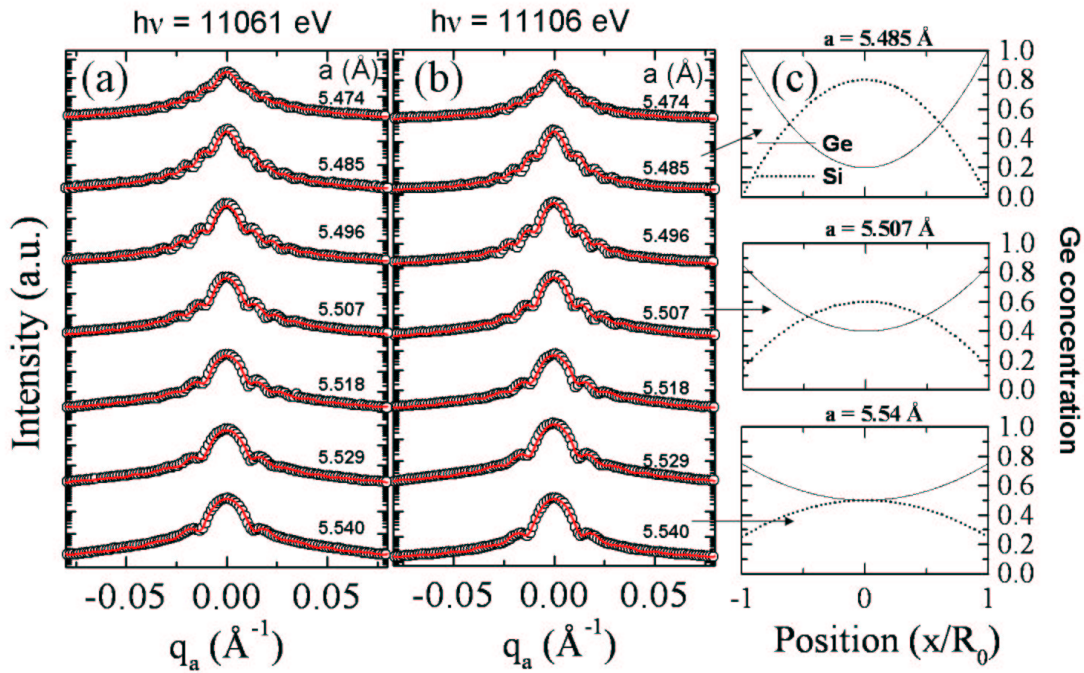 hν = 11061 eV
hν = 11106 eV
(a)
a (Å)
5.474
5.485
5.496
5.507
5.518
5.529
5.540
-0.05 0.00 0.05
qa (Å-1)
Intensity (a.u.)
(b)
a (Å)
5.474
5.485
5.496
5.507
5.518
5.529
5.540
-0.05 0.00 0.05
qa (Å-1)
a = 5.485 Å
(c)
Ge
Si
1.0
0.8
0.6
0.4
0.2
0.0
a = 5.507 Å
1.0
0.8
0.6
0.4
0.2
0.0
a = 5.54 Å
1.0
0.8
0.6
0.4
0.2
0.0
-1 0 1
Position (x/R0)
Ge concentration